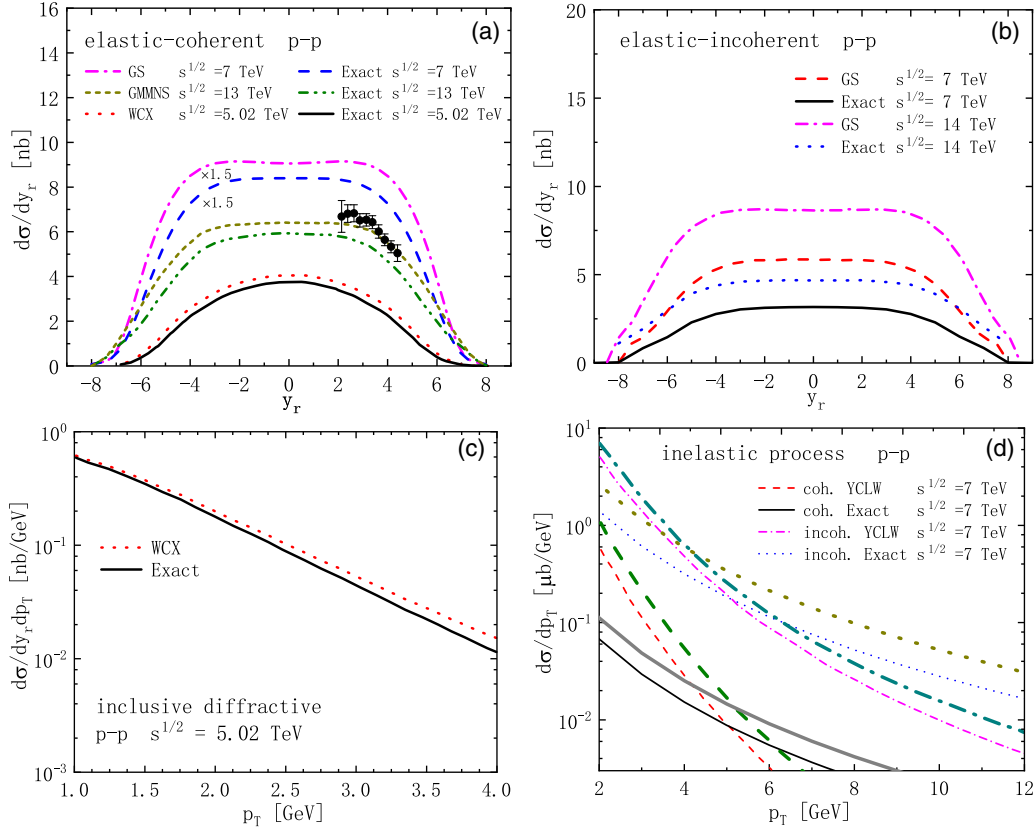 (a)
elastic-coherent p-p
GS s^{1/2} =7 TeV
Exact s^{1/2} =7 TeV
GMMNS s^{1/2} =13 TeV
Exact s^{1/2} =13 TeV
WCX s^{1/2} =5.02 TeV
Exact s^{1/2} =5.02 TeV
×1.5
×1.5
dσ/dy_r [nb]
16
14
12
10
8
6
4
2
0
-8 -6 -4 -2 0 2 4 6 8
y_r
(b)
elastic-incoherent p-p
GS s^{1/2}= 7 TeV
Exact s^{1/2}= 7 TeV
GS s^{1/2}= 14 TeV
Exact s^{1/2}= 14 TeV
dσ/dy_r [nb]
20
15
10
5
0
-8 -6 -4 -2 0 2 4 6 8
y_r
(c)
WCX
Exact
inclusive diffractive
p-p s^{1/2} = 5.02 TeV
dσ/dy_rdp_T [nb/GeV]
10^0
10^{-1}
10^{-2}
10^{-3}
1.0 1.5 2.0 2.5 3.0 3.5 4.0
p_T [GeV]
(d)
inelastic process p-p
coh. YCLW s^{1/2} =7 TeV
coh. Exact s^{1/2} =7 TeV
incoh. YCLW s^{1/2} =7 TeV
incoh. Exact s^{1/2} =7 TeV
dσ/dp_T [μb/GeV]
10^1
10^0
10^{-1}
10^{-2}
2 4 6 8 10 12
p_T [GeV]